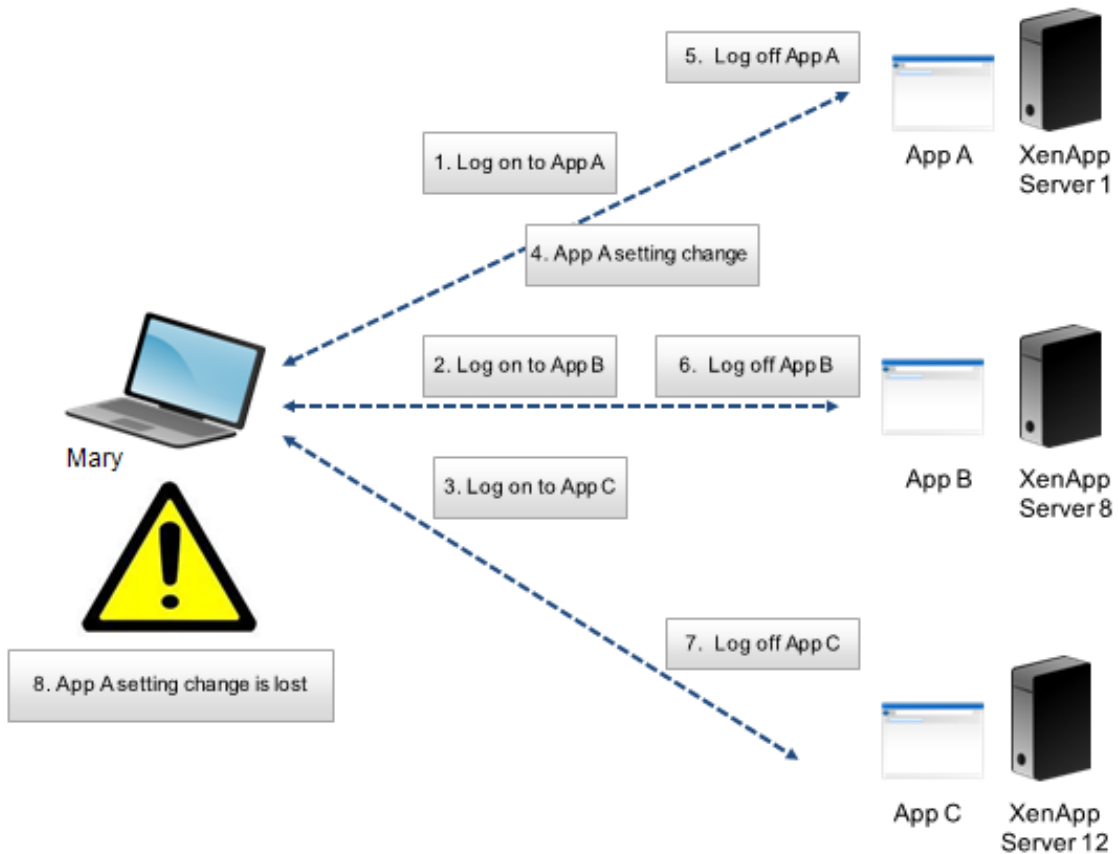 5. Log off App A
1. Log on to App A
App A
XenApp
Server 1
4. App A setting change
2. Log on to App B
6. Log off App B
Mary
App B
XenApp
Server 8
3. Log on to App C
7. Log off App C
8. App A setting change is lost
App C
XenApp
Server 12